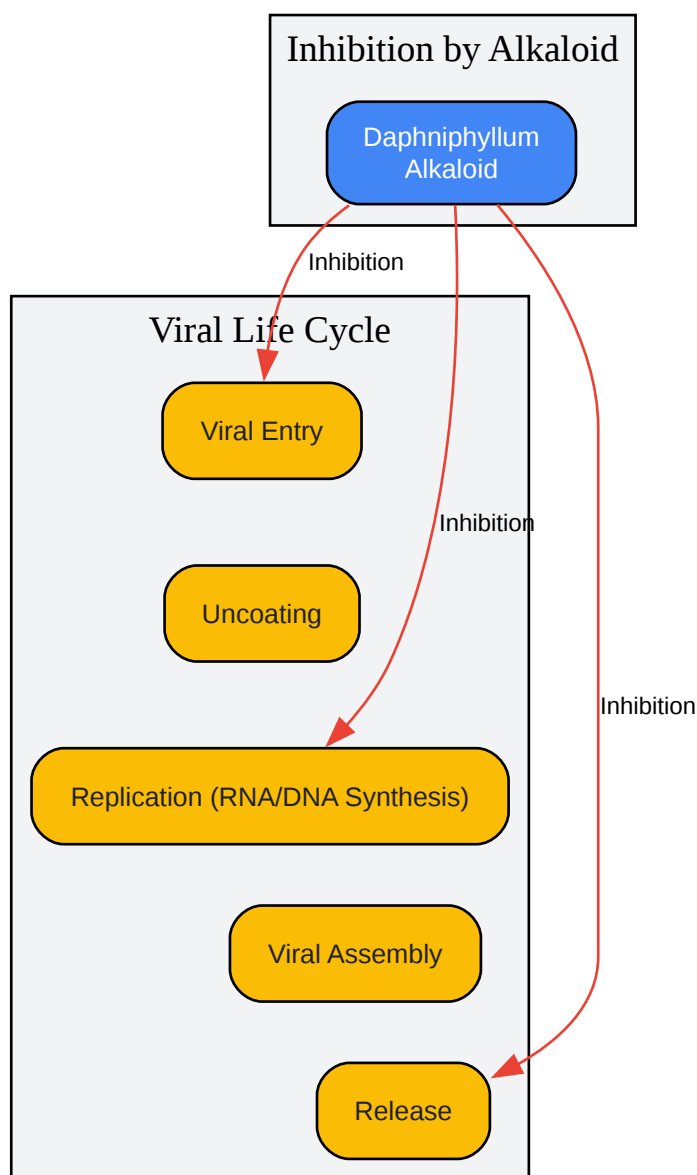 Inhibition by Alkaloid
Daphniphyllum
Alkaloid
Inhibition
Viral Life Cycle
Viral Entry
Inhibition
Uncoating
Inhibition
Replication (RNA/DNA Synthesis)
Viral Assembly
Release